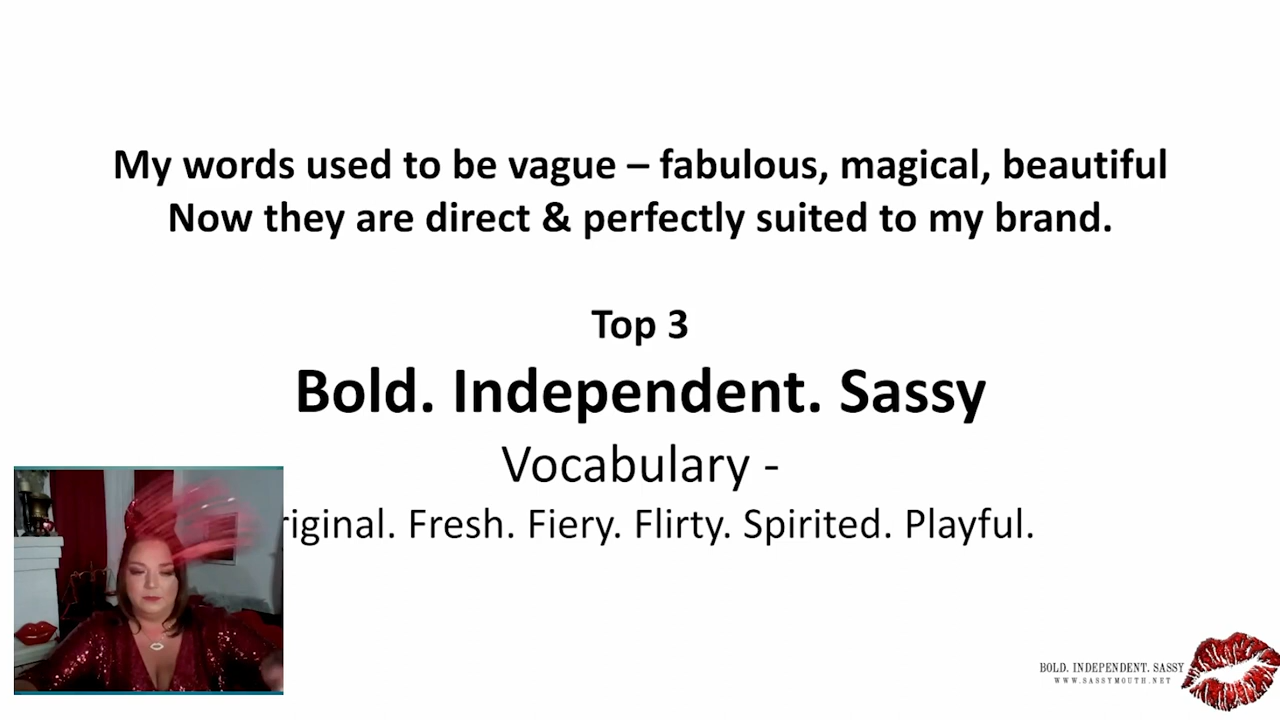 My words used to be vague – fabulous, magical, beautiful
Now they are direct & perfectly suited to my brand.
Top 3
Bold. Independent. Sassy
Vocabulary -
riginal. Fresh. Fiery. Flirty. Spirited. Playful.
BOLD. INDEPENDENT. SASSY
WWW.SASSYMOUTH.NET